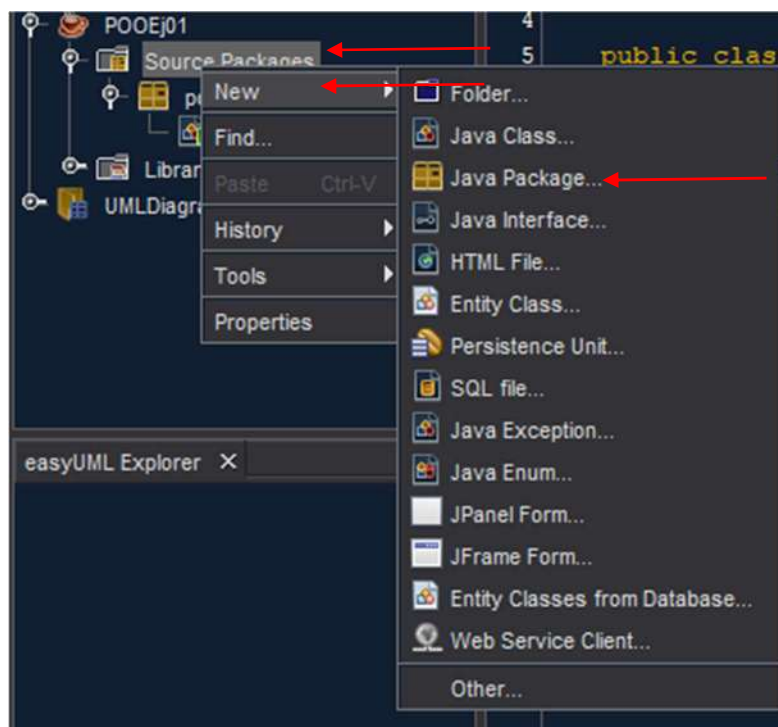 POOEj01
Source Packages
4
5 public clas
New
Find...
Paste Ctrl-V
History
Tools
Properties
Librar
UMLDiagra
Folder...
Java Class...
Java Package...
Java Interface...
HTML File...
Entity Class...
Persistence Unit...
SQL file...
Java Exception...
Java Enum...
JPanel Form...
JFrame Form...
Entity Classes from Database...
Web Service Client...
Other...
easyUML Explorer